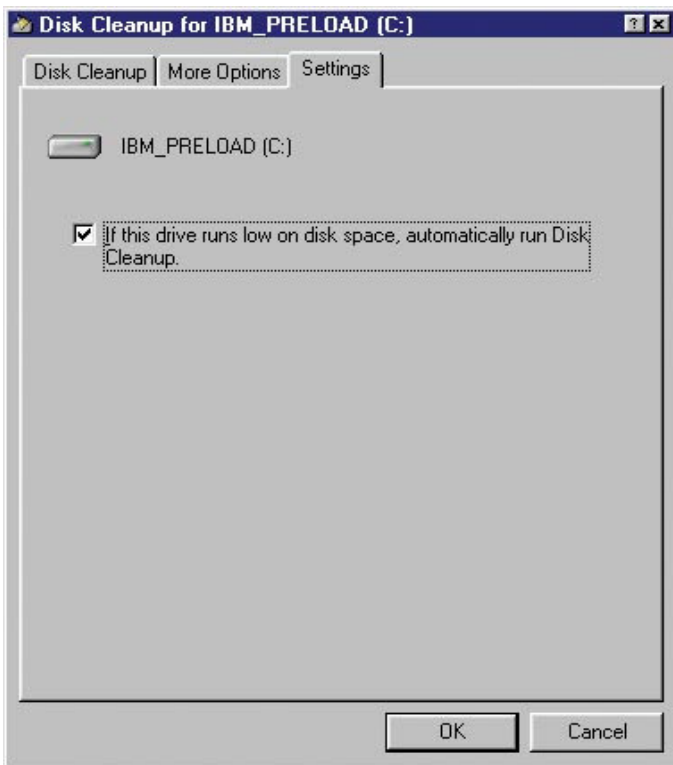 Disk Cleanup for IBM_PRELOAD (C:)
Disk Cleanup More Options Settings
IBM_PRELOAD (C:)
If this drive runs low on disk space, automatically run Disk
Cleanup.
OK Cancel